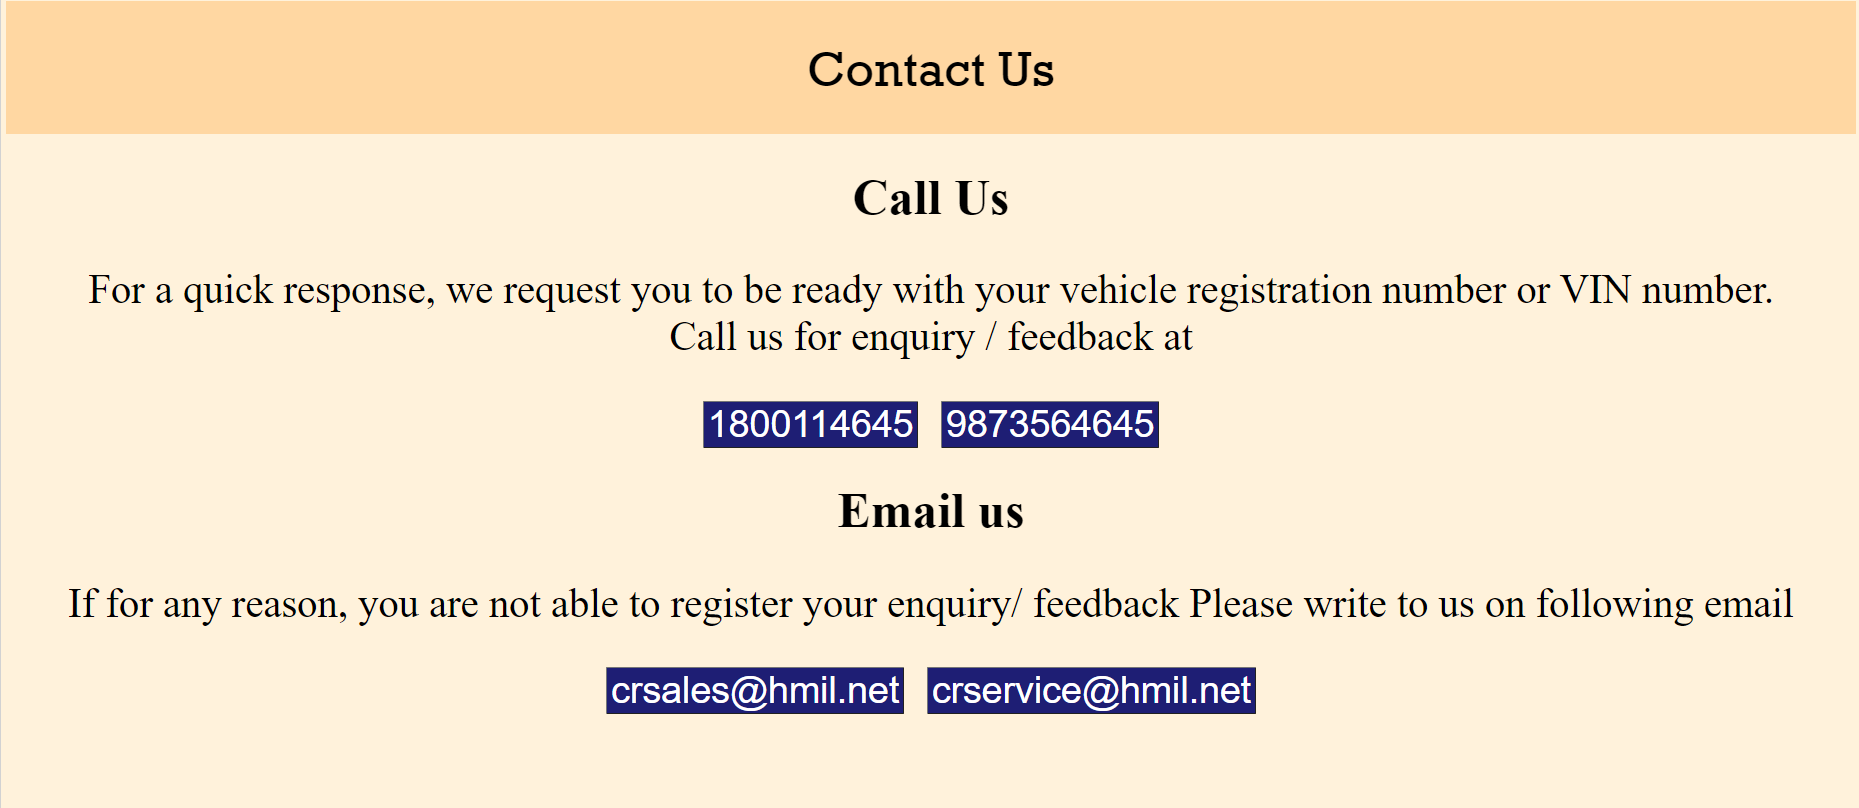 Contact Us
Call Us
For a quick response, we request you to be ready with your vehicle registration number or VIN number.
Call us for enquiry / feedback at
1800114645 9873564645
Email us
If for any reason, you are not able to register your enquiry/ feedback Please write to us on following email
crsales@hmil.net crservice@hmil.net